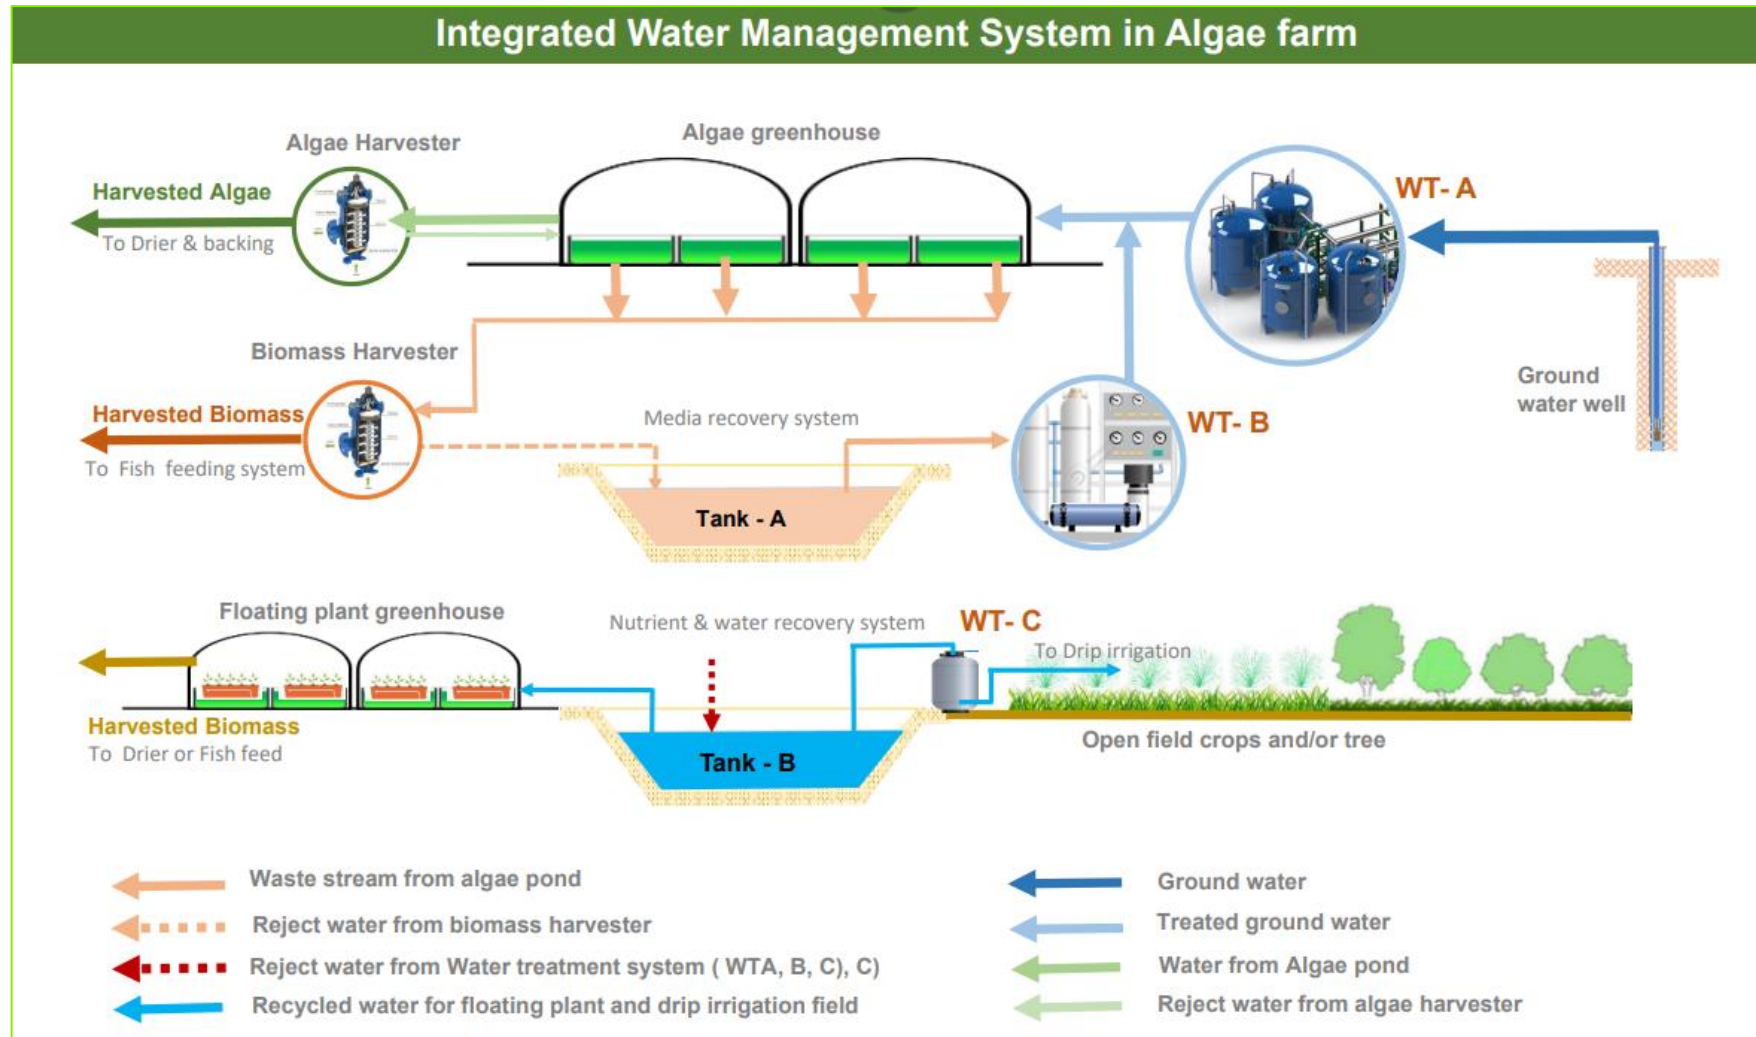 Integrated Water Management System in Algae farm
Algae Harvester
Algae greenhouse
WT- A
Harvested Algae
To Drier & backing
Biomass Harvester
Ground
water well
Harvested Biomass
To Fish feeding system
Media recovery system
WT- B
Tank - A
Floating plant greenhouse
Nutrient & water recovery system
WT- C
To Drip irrigation
Harvested Biomass
To Drier or Fish feed
Tank - B
Open field crops and/or tree
Waste stream from algae pond
Reject water from biomass harvester
Reject water from Water treatment system ( WTA, B, C), C)
Recycled water for floating plant and drip irrigation field
Ground water
Treated ground water
Water from Algae pond
Reject water from algae harvester